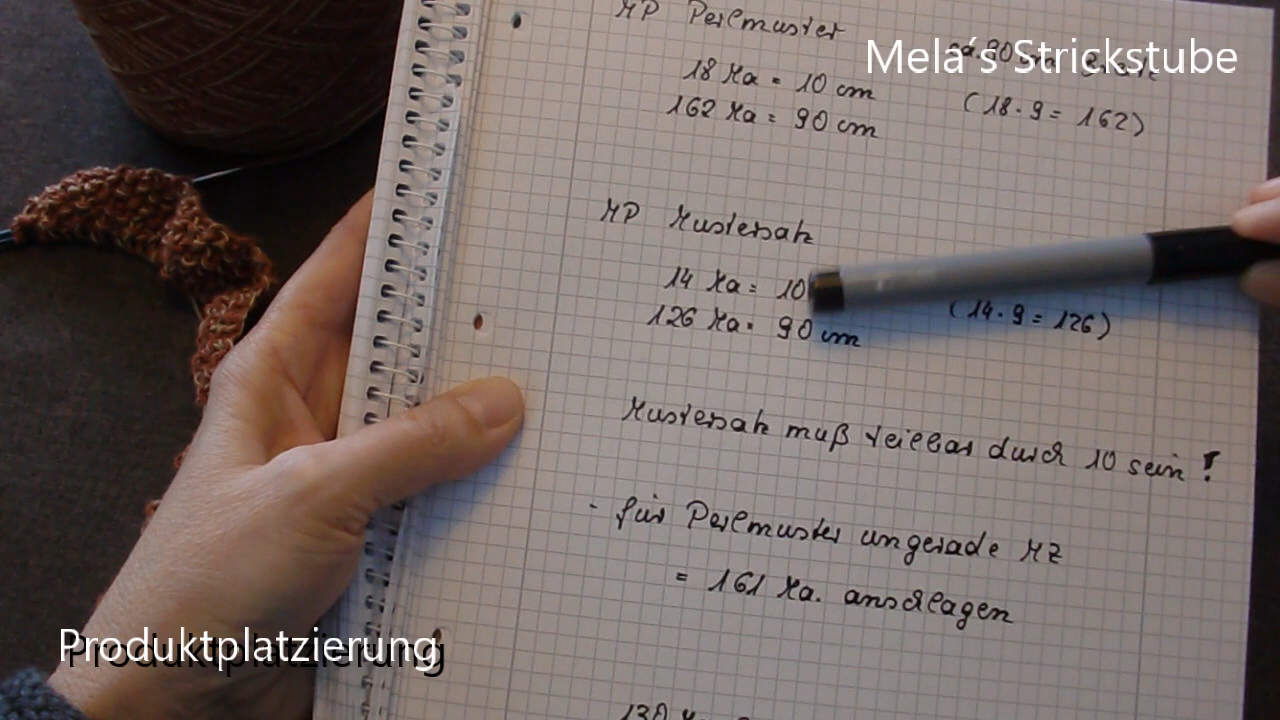 MP Perlmuster
Mela´s Strickstube
18 Ma = 10 cm
(18 · 9 = 162)
162 Ma = 90 cm
MP Mustersatz
14 Ma = 10
126 Ma = 90 cm
(14 · 9 = 126)
Mustersatz muß teilbar durch 10 sein !
- für Perlmuster ungerade MZ
= 161 Ma. anschlagen
Produktplatzierung